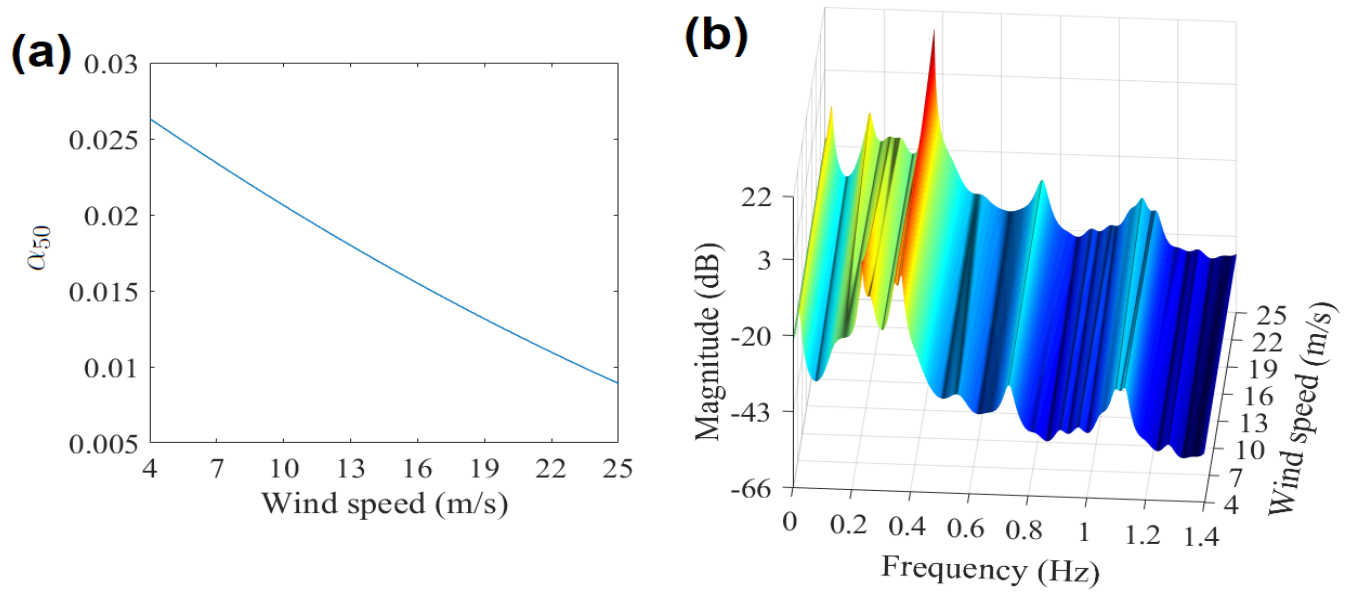 (a)
0.03
0.025
0.02
0.015
0.01
0.005
α50
4 7 10 13 16 19 22 25
Wind speed (m/s)
(b)
22
3
-20
-43
-66
Magnitude (dB)
0 0.2 0.4 0.6 0.8 1 1.2 1.4
Frequency (Hz)
25
22
19
16
13
10
7
4
Wind speed (m/s)